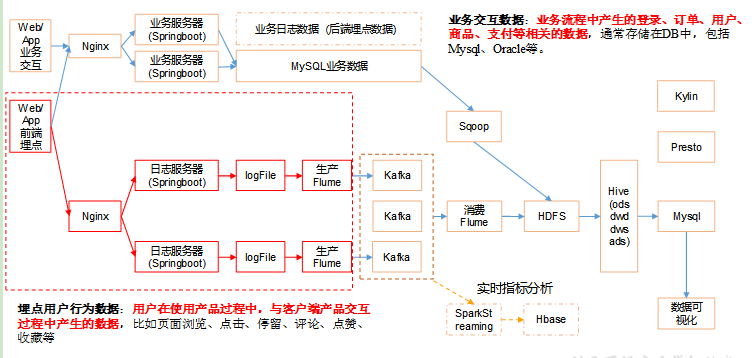 Web/
App
业务
交互
Nginx
业务服务器
(Springboot)
业务服务器
(Springboot)
业务日志数据（后端埋点数据）
MySQL业务数据
业务交互数据：业务流程中产生的登录、订单、用户、
商品、支付等相关的数据，通常存储在DB中，包括
Mysql、Oracle等。
Web/
App
前端
埋点
Sqoop
Kylin
Presto
日志服务器
(Springboot)
logFile
生产
Flume
Kafka
Nginx
Kafka
消费
Flume
HDFS
Hive
(ods
dwd
dws
ads)
Mysql
日志服务器
(Springboot)
logFile
生产
Flume
Kafka
实时指标分析
SparkSt
reaming
Hbase
数据可
视化
埋点用户行为数据：用户在使用产品过程中，与客户端产品交互
过程中产生的数据，比如页面浏览、点击、停留、评论、点赞、
收藏等